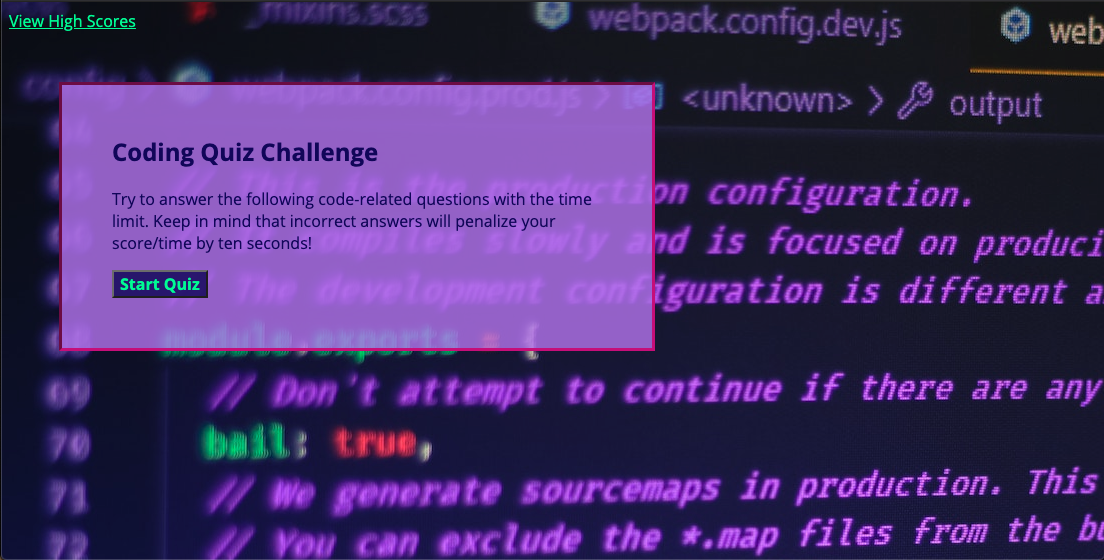 View High Scores
_mixins.scss
webpack.config.dev.js
web
config > webpack.config.prod.js > <unknown> > output
Coding Quiz Challenge
Try to answer the following code-related questions with the time
limit. Keep in mind that incorrect answers will penalize your
score/time by ten seconds!
Start Quiz
// This is the production configuration.
compiles slowly and is focused on produci
67 // The development configuration is different a
68 module.exports = {
69 // Don't attempt to continue if there are any
70 bail: true,
71 // We generate sourcemaps in production. This
72 // You can exclude the *.map files from the bu